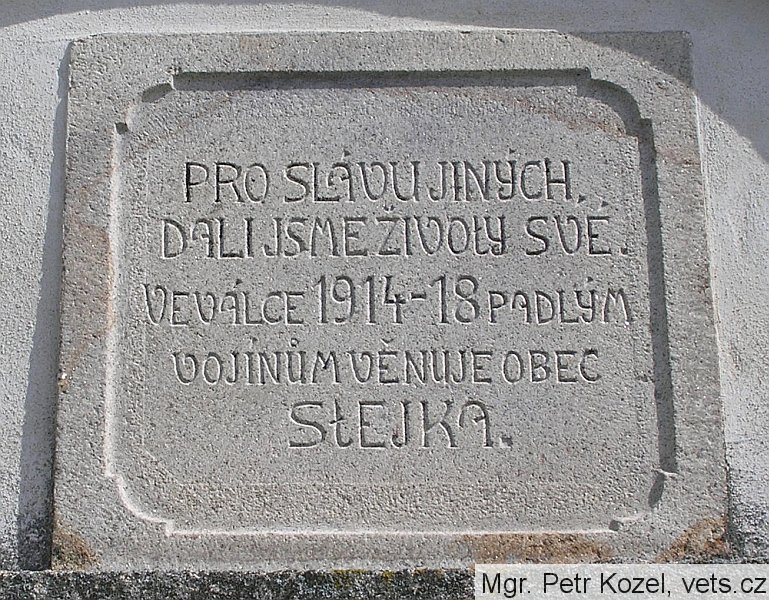 PRO SLÁVU JINÝCH,
DALI JSME ŽIVOTY SVÉ.
VE VÁLCE 1914-18 PADLÝM
VOJÍNŮM VĚNUJE OBEC
STEJKA.
Mgr. Petr Kozel, vets.cz